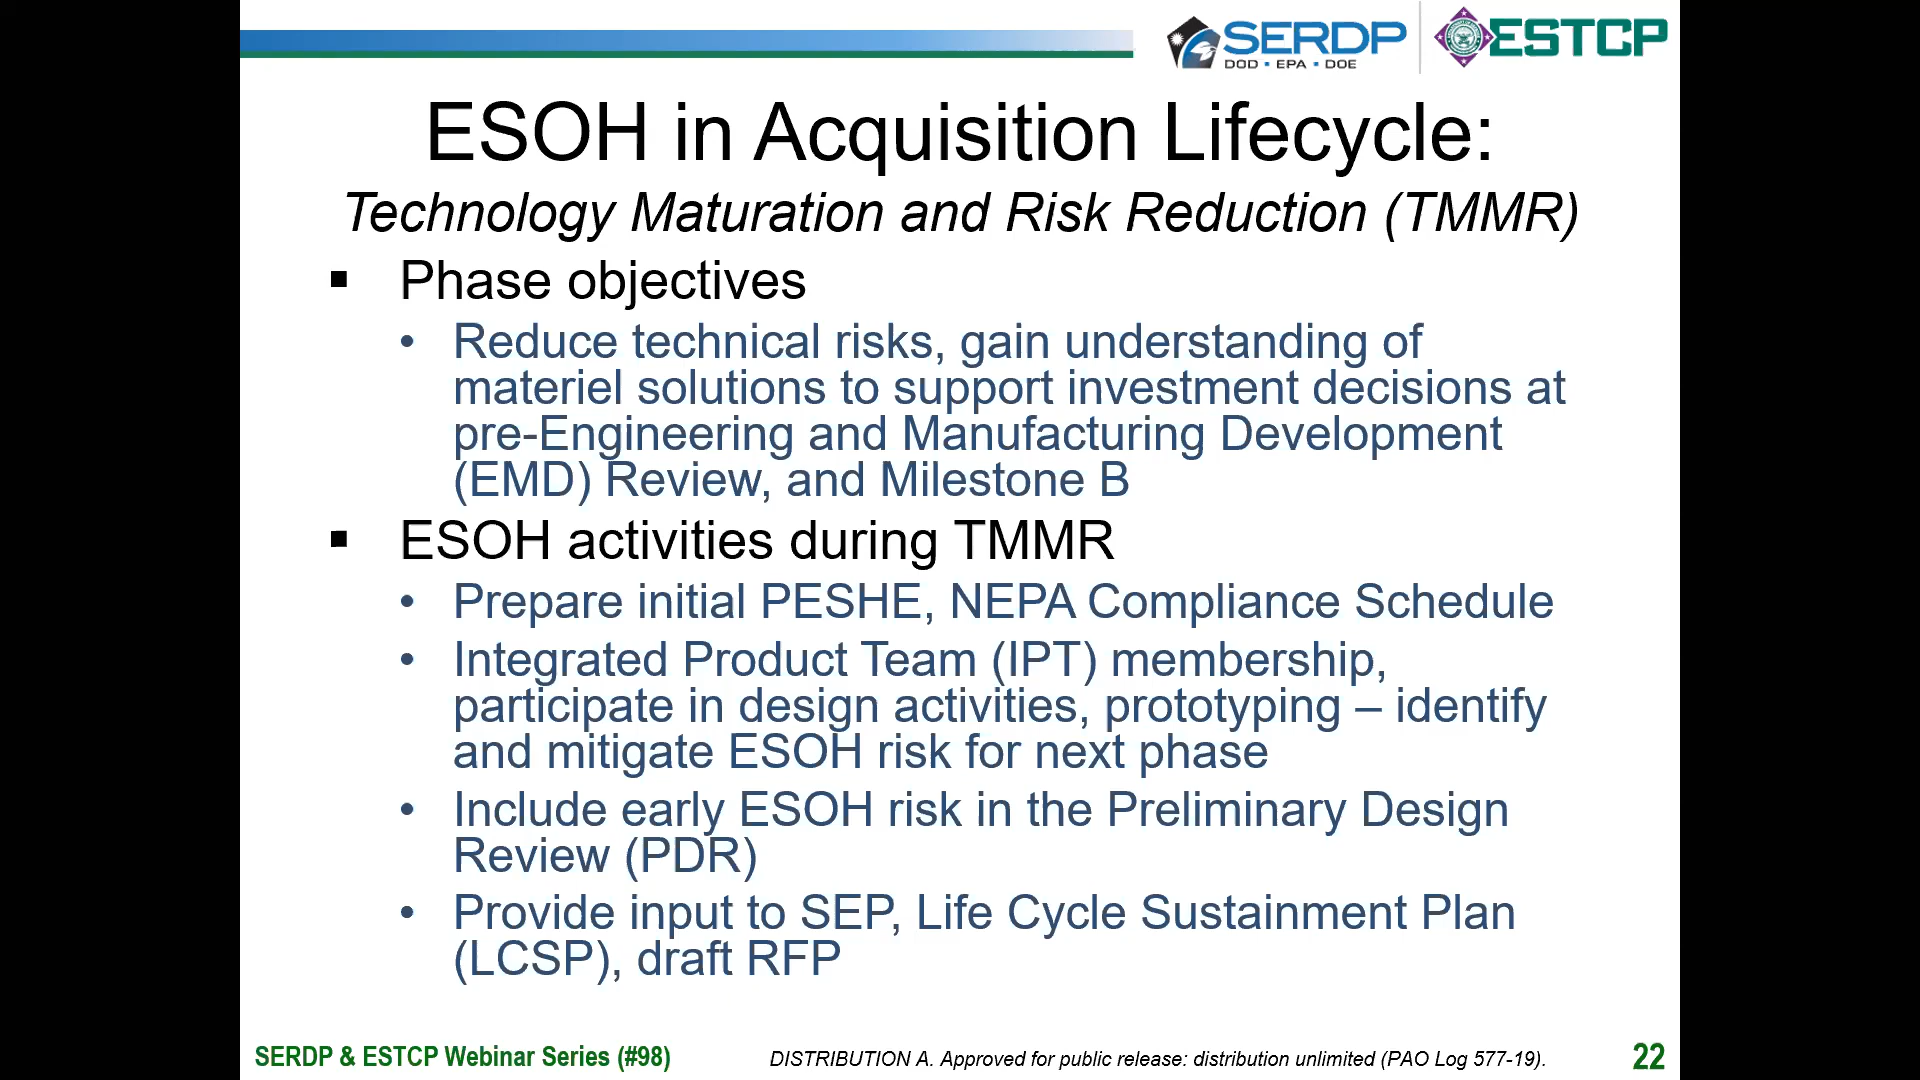 SERDP
DOD • EPA • DOE
ESTCP
ESOH in Acquisition Lifecycle:
Technology Maturation and Risk Reduction (TMMR)
▪ Phase objectives
• Reduce technical risks, gain understanding of
materiel solutions to support investment decisions at
pre-Engineering and Manufacturing Development
(EMD) Review, and Milestone B
▪ ESOH activities during TMMR
• Prepare initial PESHE, NEPA Compliance Schedule
• Integrated Product Team (IPT) membership,
participate in design activities, prototyping – identify
and mitigate ESOH risk for next phase
• Include early ESOH risk in the Preliminary Design
Review (PDR)
• Provide input to SEP, Life Cycle Sustainment Plan
(LCSP), draft RFP
SERDP & ESTCP Webinar Series (#98)
DISTRIBUTION A. Approved for public release: distribution unlimited (PAO Log 577-19).
22